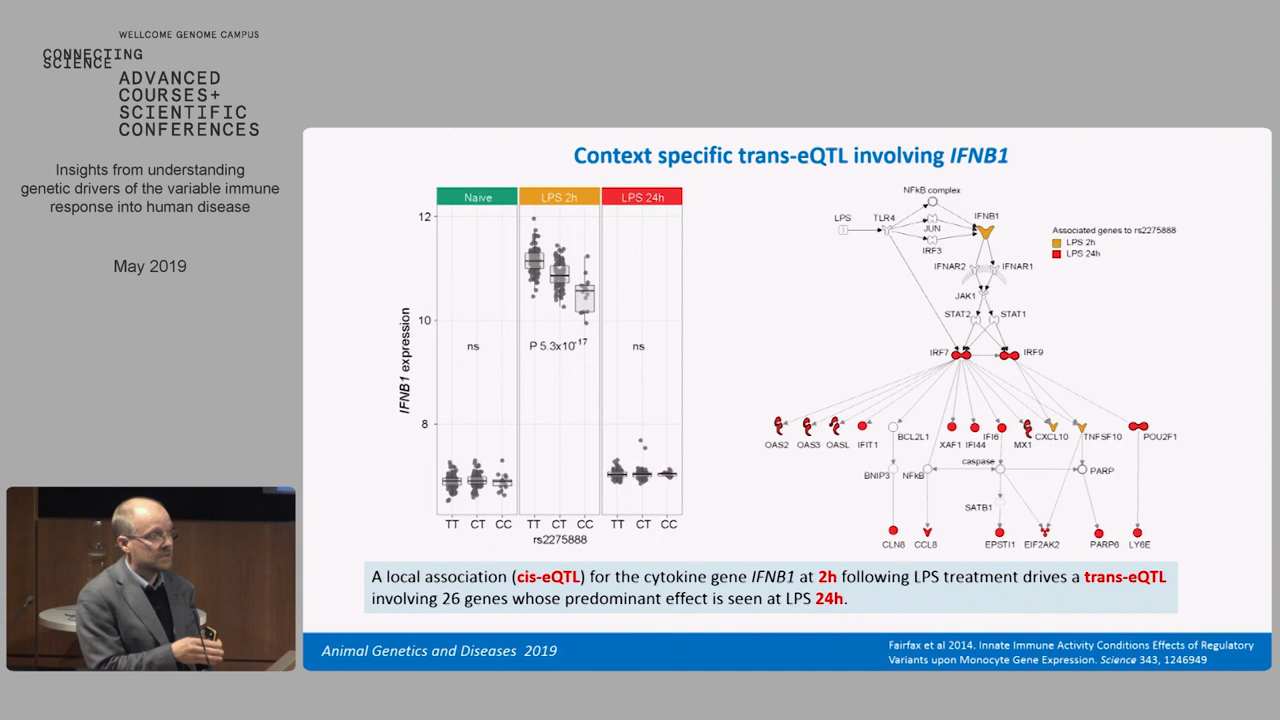 WELLCOME GENOME CAMPUS
CONNECTING
SCIENCE
ADVANCED
COURSES+
SCIENTIFIC
CONFERENCES
Insights from understanding
genetic drivers of the variable immune
response into human disease
May 2019
Context specific trans-eQTL involving IFNB1
Naive
LPS 2h
LPS 24h
12
10
8
IFNB1 expression
ns
P 5.3x10-17
ns
TT CT CC
TT CT CC
TT CT CC
rs2275888
NFkB complex
LPS
TLR4
IFNB1
JUN
IRF3
Associated genes to rs2275888
LPS 2h
LPS 24h
IFNAR2
IFNAR1
JAK1
STAT2
STAT1
IRF7
IRF9
OAS2
OAS3
OASL
IFIT1
BCL2L1
XAF1
IFI44
IFI6
MX1
CXCL10
TNFSF10
POU2F1
BNIP3
NFkB
caspase
PARP
SATB1
CLN8
CCL8
EPSTI1
EIF2AK2
PARP6
LY6E
A local association (cis-eQTL) for the cytokine gene IFNB1 at 2h following LPS treatment drives a trans-eQTL
involving 26 genes whose predominant effect is seen at LPS 24h.
Animal Genetics and Diseases 2019
Fairfax et al 2014. Innate Immune Activity Conditions Effects of Regulatory
Variants upon Monocyte Gene Expression. Science 343, 1246949